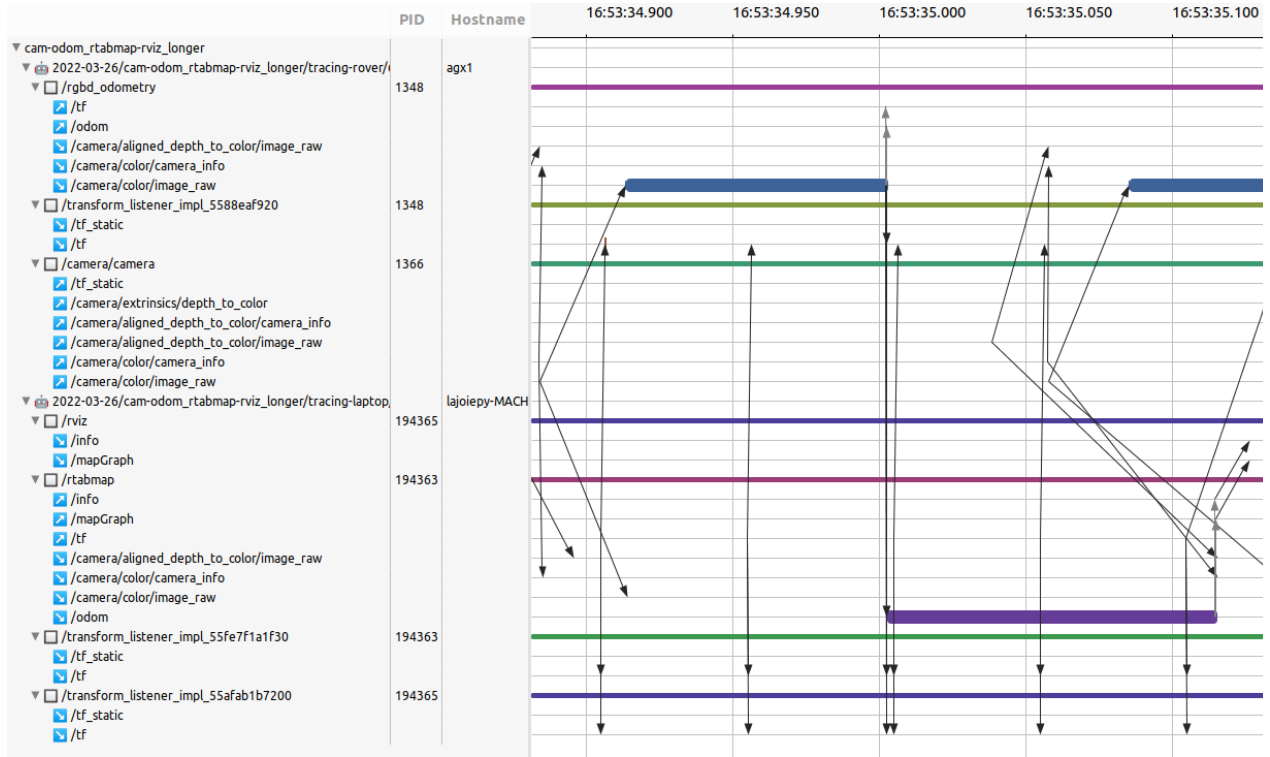 PID Hostname 16:53:34.900 16:53:34.950 16:53:35.000 16:53:35.050 16:53:35.100
cam-odom_rtabmap-rviz_longer
2022-03-26/cam-odom_rtabmap-rviz_longer/tracing-rover/ agx1
/rgbd_odometry 1348
/tf
/odom
/camera/aligned_depth_to_color/image_raw
/camera/color/camera_info
/camera/color/image_raw
/transform_listener_impl_5588eaf920 1348
/tf_static
/tf
/camera/camera 1366
/tf_static
/camera/extrinsics/depth_to_color
/camera/aligned_depth_to_color/camera_info
/camera/aligned_depth_to_color/image_raw
/camera/color/camera_info
/camera/color/image_raw
2022-03-26/cam-odom_rtabmap-rviz_longer/tracing-laptop, lajoiepy-MACH
/rviz 194365
/info
/mapGraph
/rtabmap 194363
/info
/mapGraph
/tf
/camera/aligned_depth_to_color/image_raw
/camera/color/camera_info
/camera/color/image_raw
/odom
/transform_listener_impl_55fe7f1a1f30 194363
/tf_static
/tf
/transform_listener_impl_55afab1b7200 194365
/tf_static
/tf